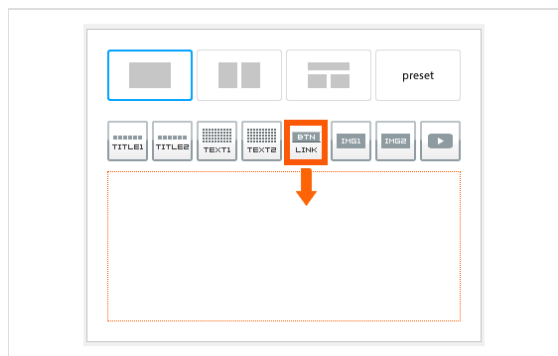 preset
TITLE1
TITLE2
TEXT1
TEXT2
BTN
LINK
IMG1
IMG2